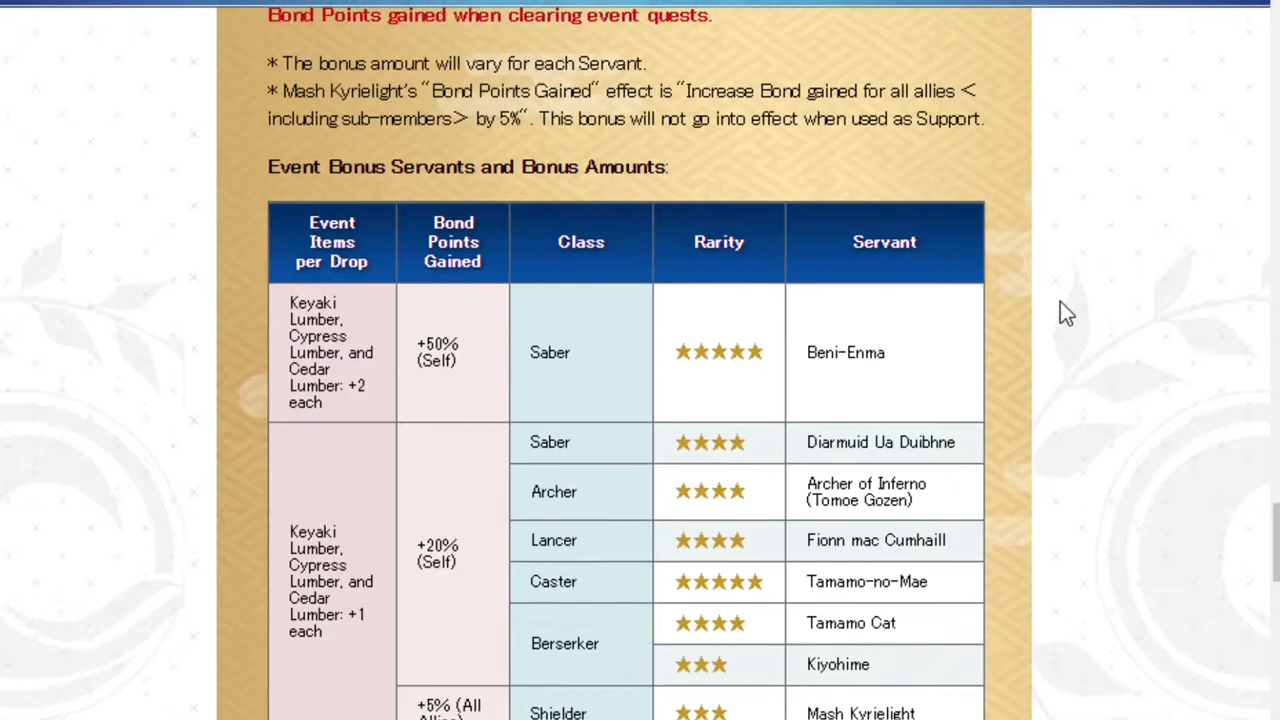 Bond Points gained when clearing event quests.
* The bonus amount will vary for each Servant.
* Mash Kyrielight's "Bond Points Gained" effect is "Increase Bond gained for all allies <
including sub-members> by 5%". This bonus will not go into effect when used as Support.
Event Bonus Servants and Bonus Amounts:
Event
Items
per Drop
Bond
Points
Gained
Class
Rarity
Servant
Keyaki
Lumber,
Cypress
Lumber, and
Cedar
Lumber: +2
each
+50%
(Self)
Saber
★★★★★
Beni-Enma
Keyaki
Lumber,
Cypress
Lumber, and
Cedar
Lumber: +1
each
+20%
(Self)
Saber
★★★★
Diarmuid Ua Duibhne
Archer
★★★★
Archer of Inferno
(Tomoe Gozen)
Lancer
★★★★
Fionn mac Cumhaill
Caster
★★★★★
Tamamo-no-Mae
Berserker
★★★★
Tamamo Cat
★★★
Kiyohime
+5% (All
Allies)
Shielder
★★★
Mash Kyrielight